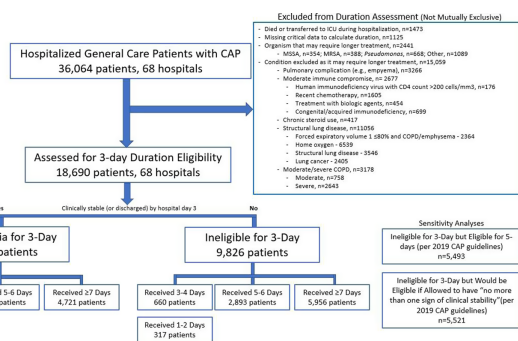 Excluded from Duration Assessment (Not Mutually Exclusive)
- Died or transferred to ICU during hospitalization, n=1473
- Missing critical data to calculate duration, n=1125
- Organism that may require longer treatment, n=2441
- MSSA, n=354; MRSA, n=388; Pseudomonas, n=668; Other, n=1089
- Condition excluded as it may require longer treatment, n=15,059
- Pulmonary complication (e.g., empyema), n=3266
- Moderate immune compromise, n= 2677
- Human immunodeficiency virus with CD4 count >200 cells/mm3, n=176
- Recent chemotherapy, n=1605
- Treatment with biologic agents, n=454
- Congenital/acquired immunodeficiency, n=699
- Chronic steroid use, n=417
- Structural lung disease, n=11056
- Forced expiratory volume 1 ≤80% and COPD/emphysema - 2364
- Home oxygen - 6539
- Structural lung disease - 3546
- Lung cancer - 2405
- Moderate/severe COPD, n=3178
- Moderate, n=758
- Severe, n=2643
Hospitalized General Care Patients with CAP
36,064 patients, 68 hospitals
Assessed for 3-day Duration Eligibility
18,690 patients, 68 hospitals
Clinically stable (or discharged) by hospital day 3
No
ia for 3-Day
patients
Ineligible for 3-Day
9,826 patients
5-6 Days
patients
Received ≥7 Days
4,721 patients
Received 3-4 Days
660 patients
Received 5-6 Days
2,893 patients
Received ≥7 Days
5,956 patients
Received 1-2 Days
317 patients
Sensitivity Analyses
Ineligible for 3-Day but Eligible for 5-
days (per 2019 CAP guidelines)
n=5,493
Ineligible for 3-Day but Would be
Eligible if Allowed to have "no more
than one sign of clinical stability"(per
2019 CAP guidelines)
n=5,521